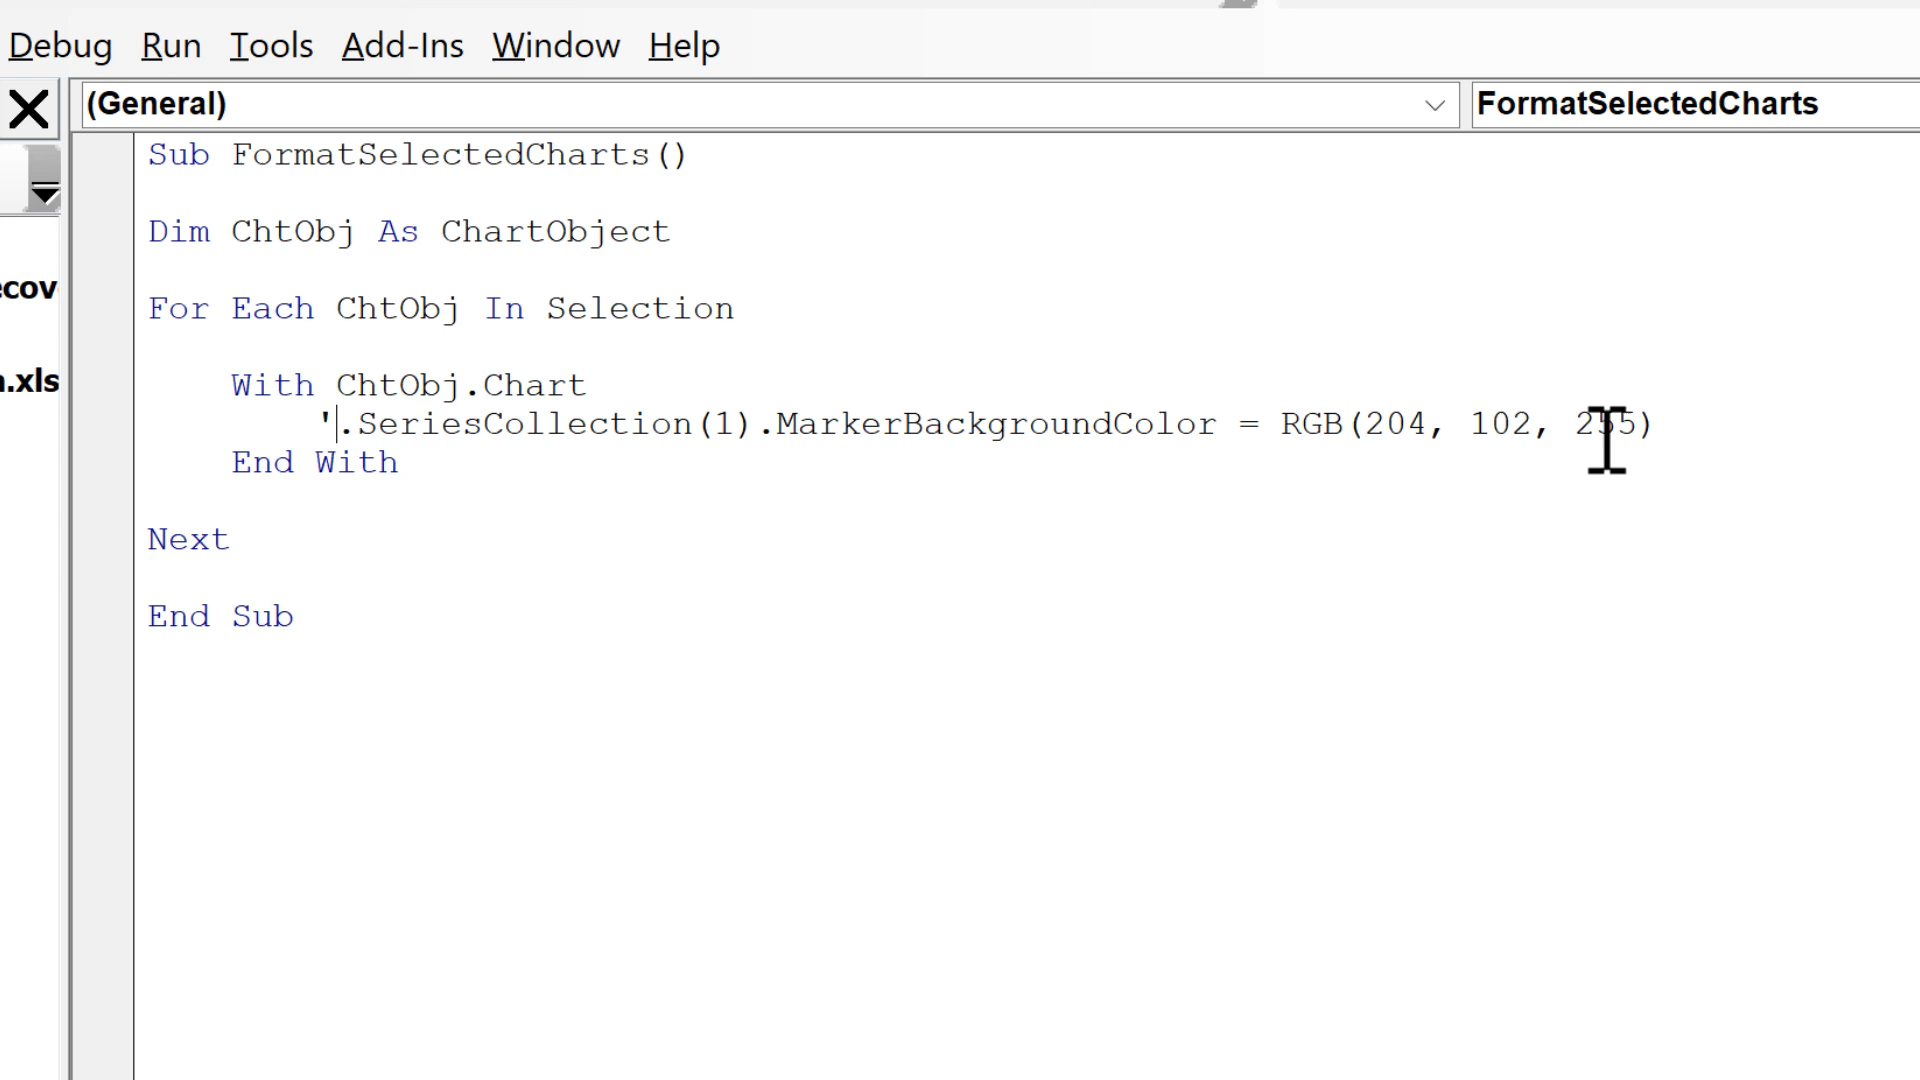 Debug Run Tools Add-Ins Window Help
(General) FormatSelectedCharts
Sub FormatSelectedCharts()
Dim ChtObj As ChartObject
ecov
For Each ChtObj In Selection
.xls
With ChtObj.Chart
'.SeriesCollection(1).MarkerBackgroundColor = RGB(204, 102, 255)
End With
Next
End Sub